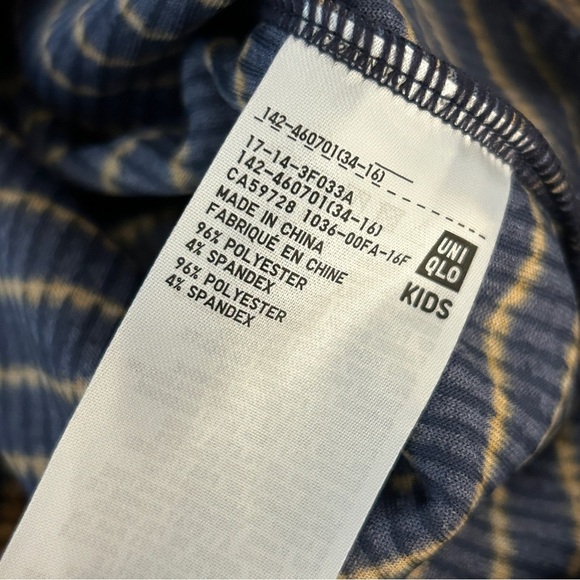 142-460701(34-16)
17-14-3F033A
142-460701(34-16)
CA59728 1036-00FA-16F
MADE IN CHINA
FABRIQUÉ EN CHINE
96% POLYESTER
4% SPANDEX
96% POLYESTER
4% SPANDEX
UNI
QLO
KIDS